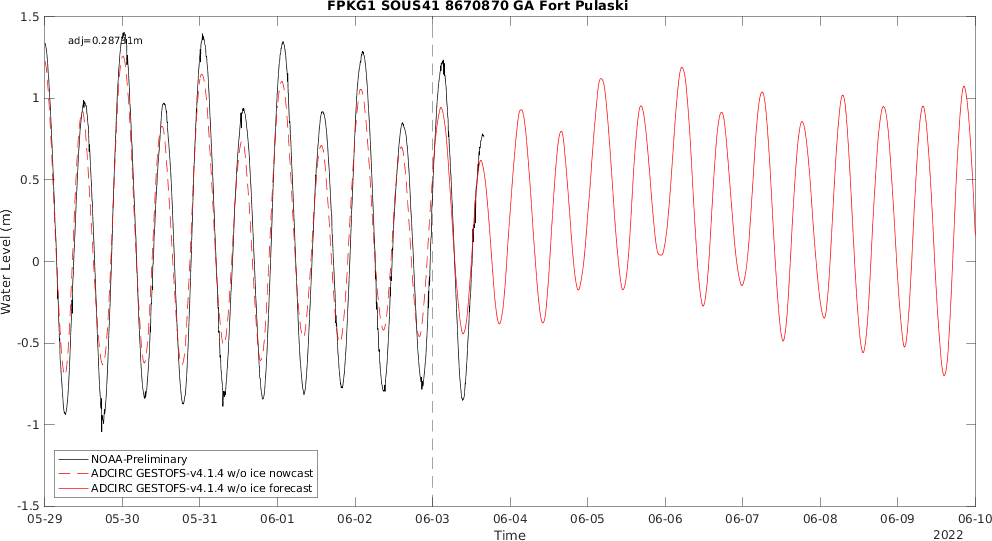 FPKG1 SOUS41 8670870 GA Fort Pulaski
1.5
1
0.5
0
-0.5
-1
-1.5
Water Level (m)
NOAA-Preliminary
ADCIRC GESTOFS-v4.1.4 w/o ice nowcast
ADCIRC GESTOFS-v4.1.4 w/o ice forecast
05-29 05-30 05-31 06-01 06-02 06-03 06-04 06-05 06-06 06-07 06-08 06-09 06-10
Time
2022